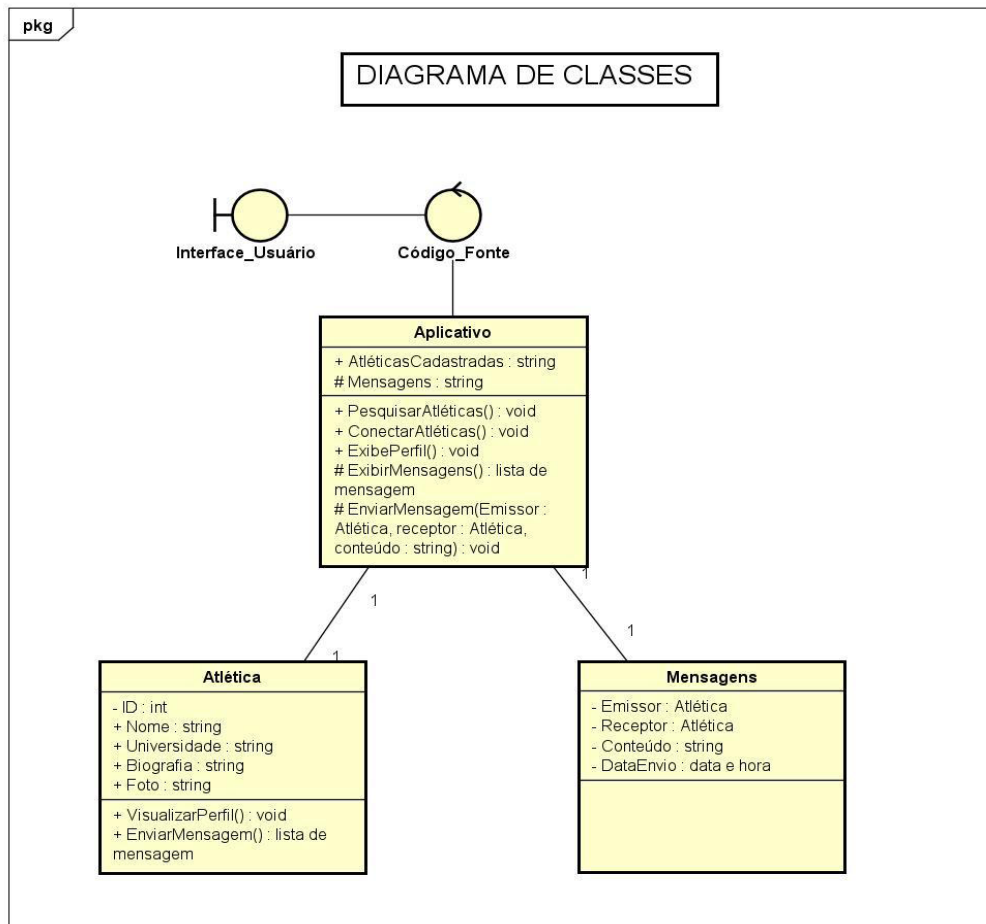 pkg
DIAGRAMA DE CLASSES
Interface_Usuário
Código_Fonte
Aplicativo
+ AtléticasCadastradas : string
# Mensagens : string
+ PesquisarAtléticas() : void
+ ConectarAtléticas() : void
+ ExibePerfil() : void
# ExibirMensagens() : lista de
mensagem
# EnviarMensagem(Emissor :
Atlética, receptor : Atlética,
conteúdo : string) : void
1
1
1
1
Atlética
- ID : int
+ Nome : string
+ Universidade : string
+ Biografia : string
+ Foto : string
+ VisualizarPerfil() : void
+ EnviarMensagem() : lista de
mensagem
Mensagens
- Emissor : Atlética
- Receptor : Atlética
- Conteúdo : string
- DataEnvio : data e hora